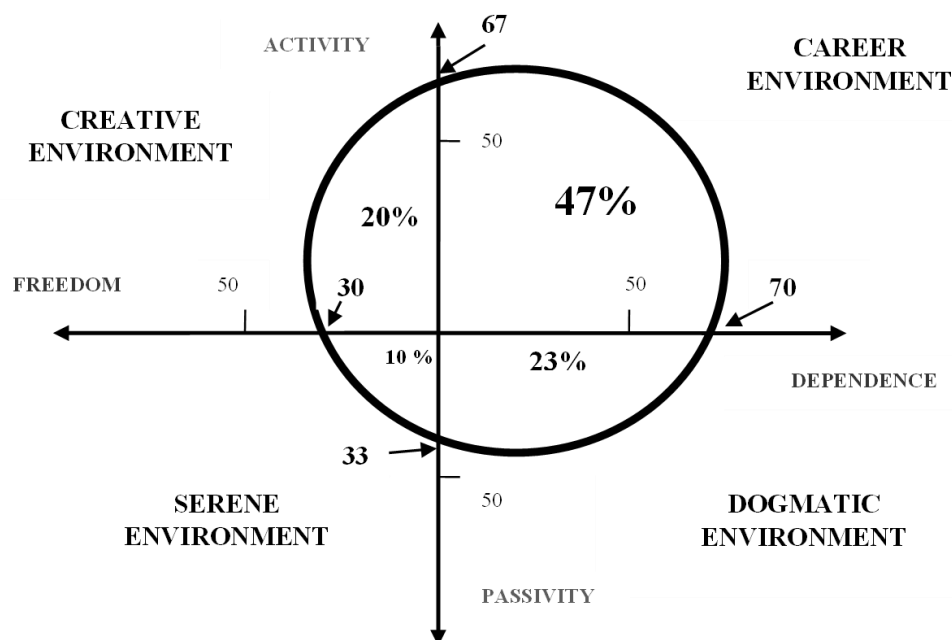 67
ACTIVITY
CAREER
ENVIRONMENT
CREATIVE
ENVIRONMENT
50
47%
20%
FREEDOM
50
30
50
70
10 %
23%
DEPENDENCE
33
SERENE
ENVIRONMENT
50
DOGMATIC
ENVIRONMENT
PASSIVITY